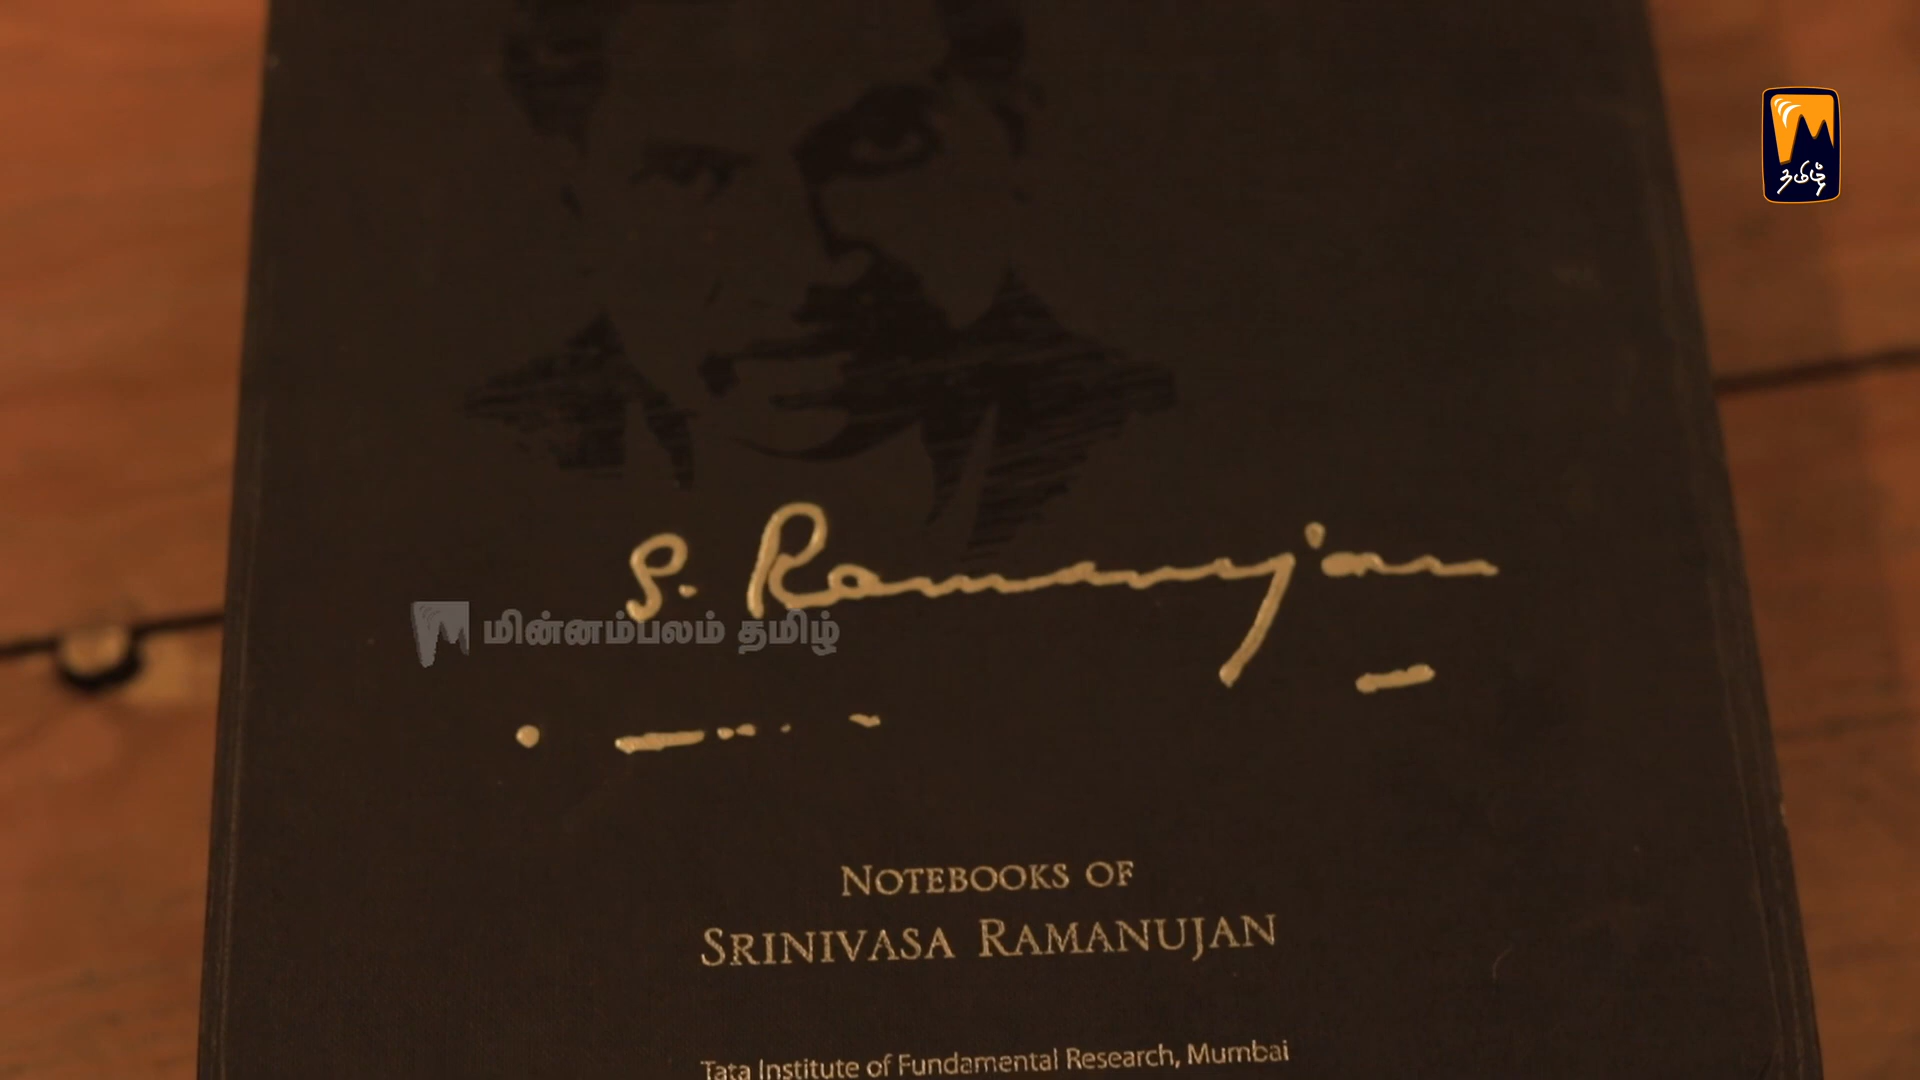 தமிழ்
S. Ramanujan
மின்னம்பலம் தமிழ்
NOTEBOOKS OF
SRINIVASA RAMANUJAN
Tata Institute of Fundamental Research, Mumbai